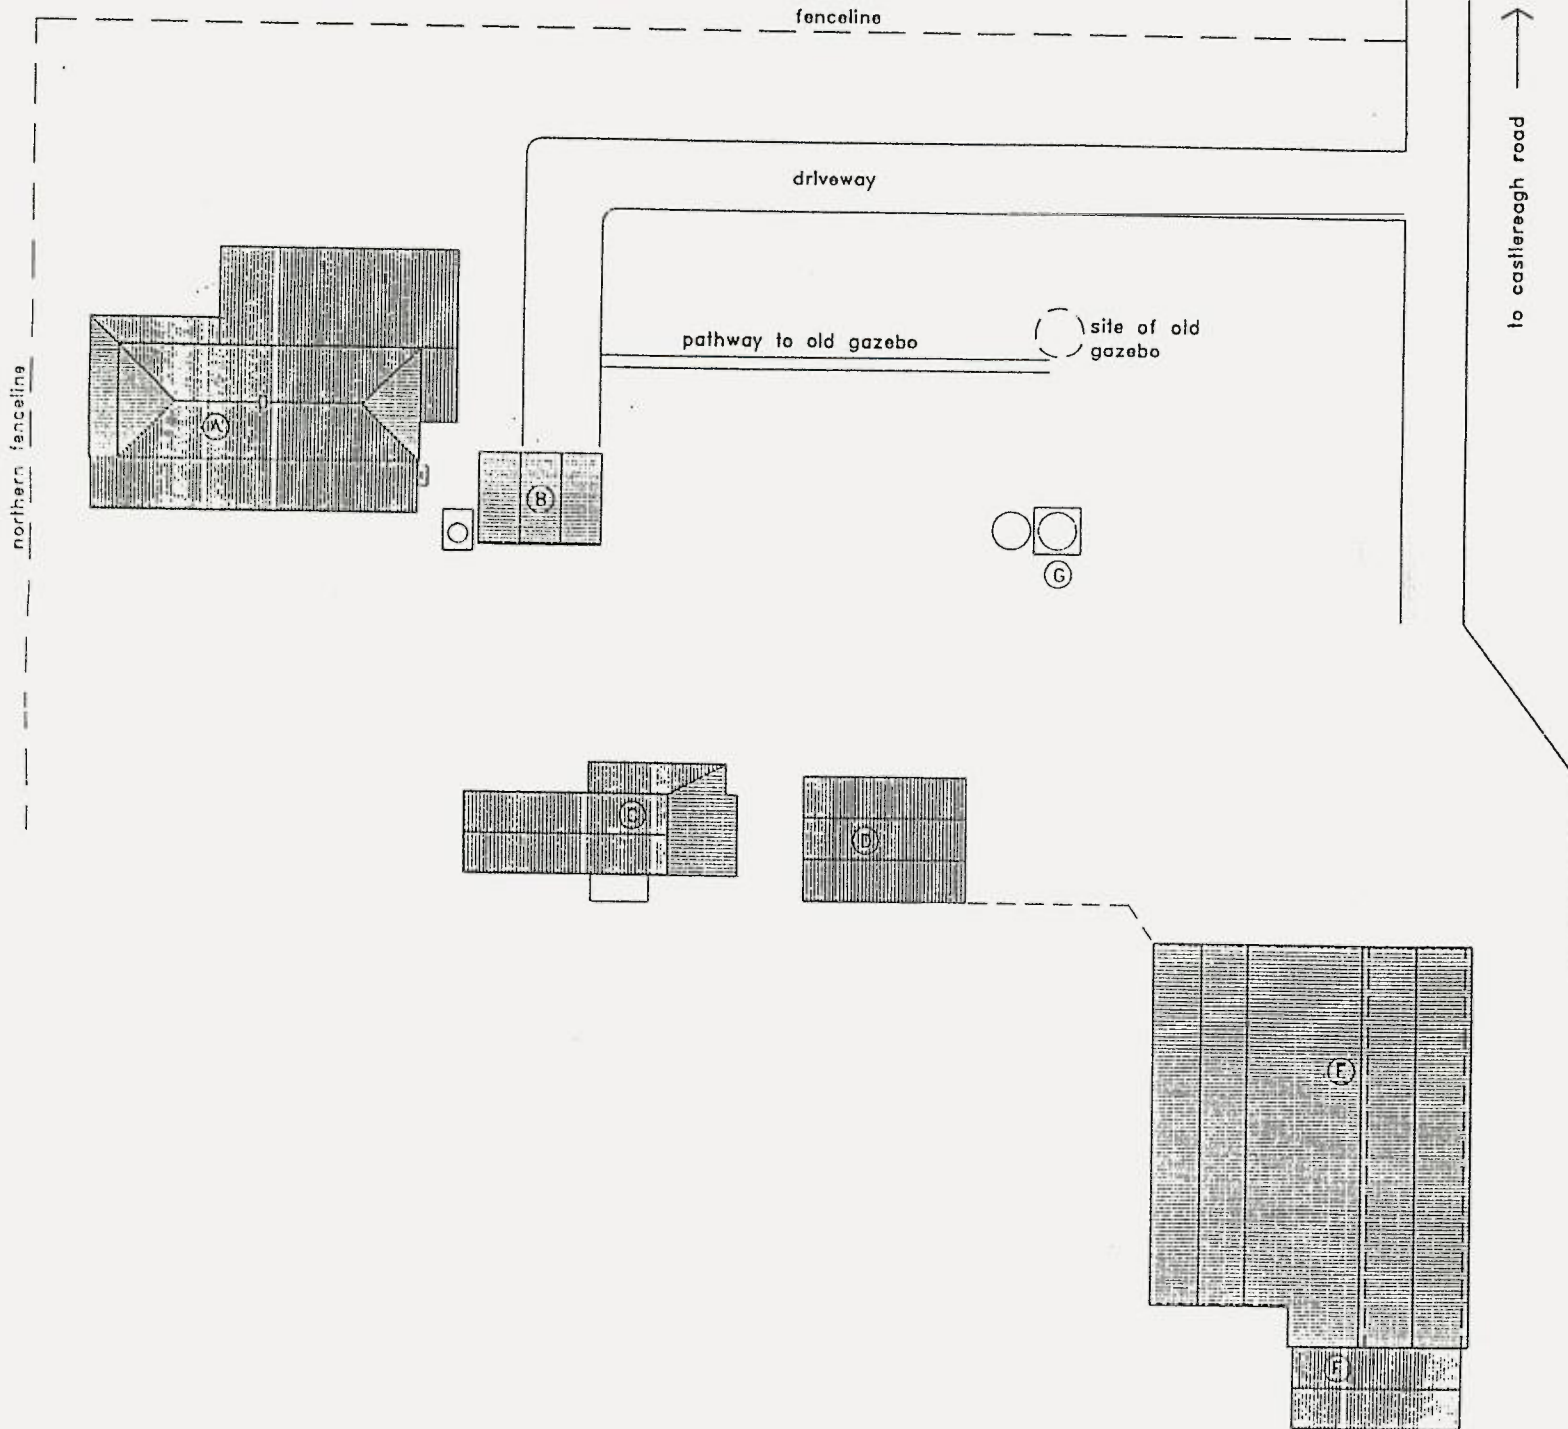 fenceline
to castlereagh road
driveway
pathway to old gazebo
site of old
gazebo
northern fenceline
A
B
G
C
D
E
F